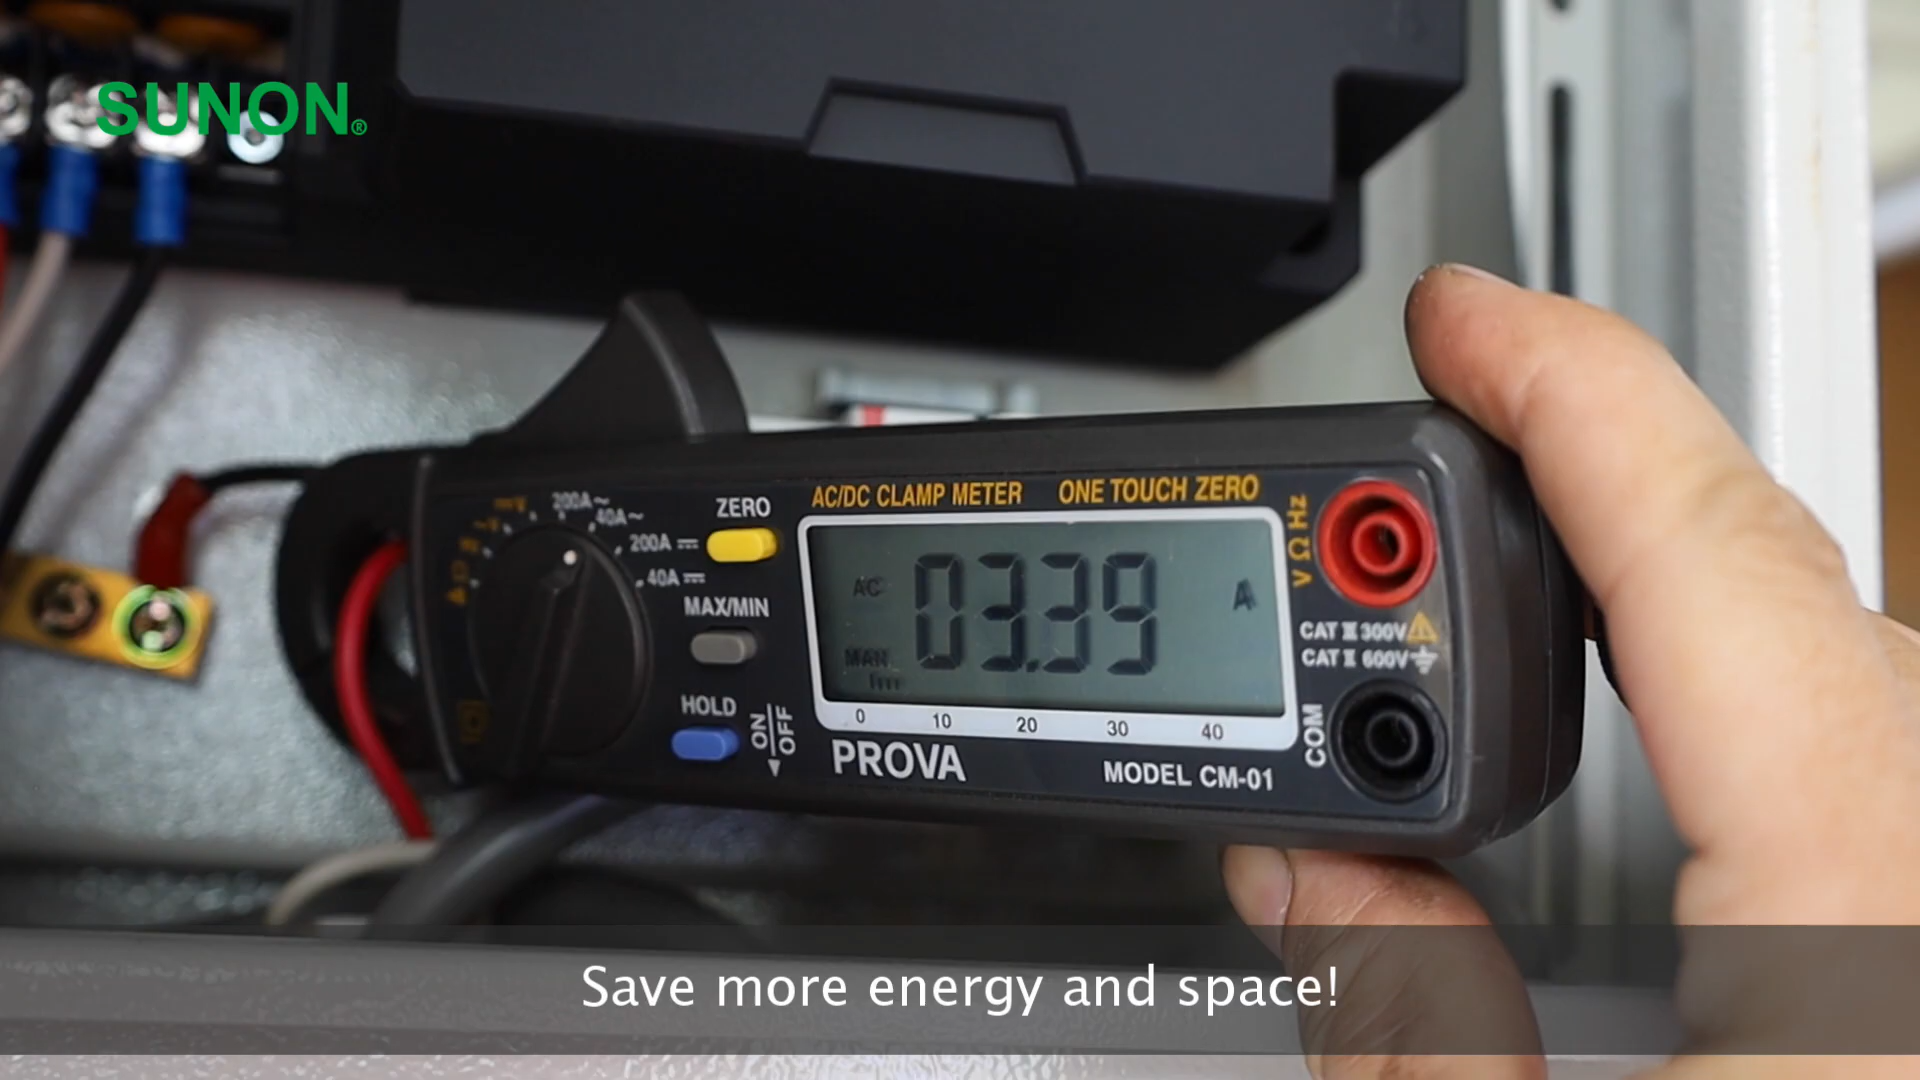 SUNON®
200A~
40A~
200A ⎓
40A ⎓
ZERO
MAX/MIN
HOLD
ON
OFF
AC/DC CLAMP METER ONE TOUCH ZERO
AC 03.39 A
MAN
0 10 20 30 40
PROVA
MODEL CM-01
V Ω Hz
CAT III 300V
CAT II 600V
COM
Save more energy and space!